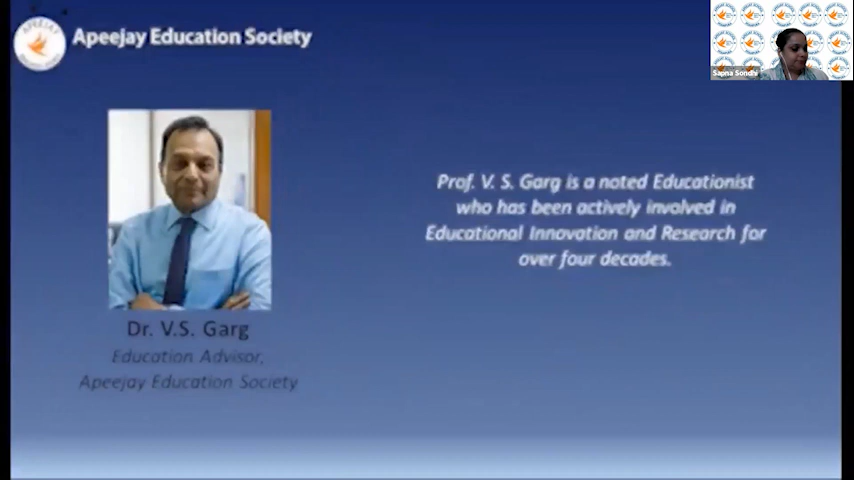 Apeejay Education Society
Sapna Sondhi
Prof. V. S. Garg is a noted Educationist
who has been actively involved in
Educational Innovation and Research for
over four decades.
Dr. V.S. Garg
Education Advisor,
Apeejay Education Society